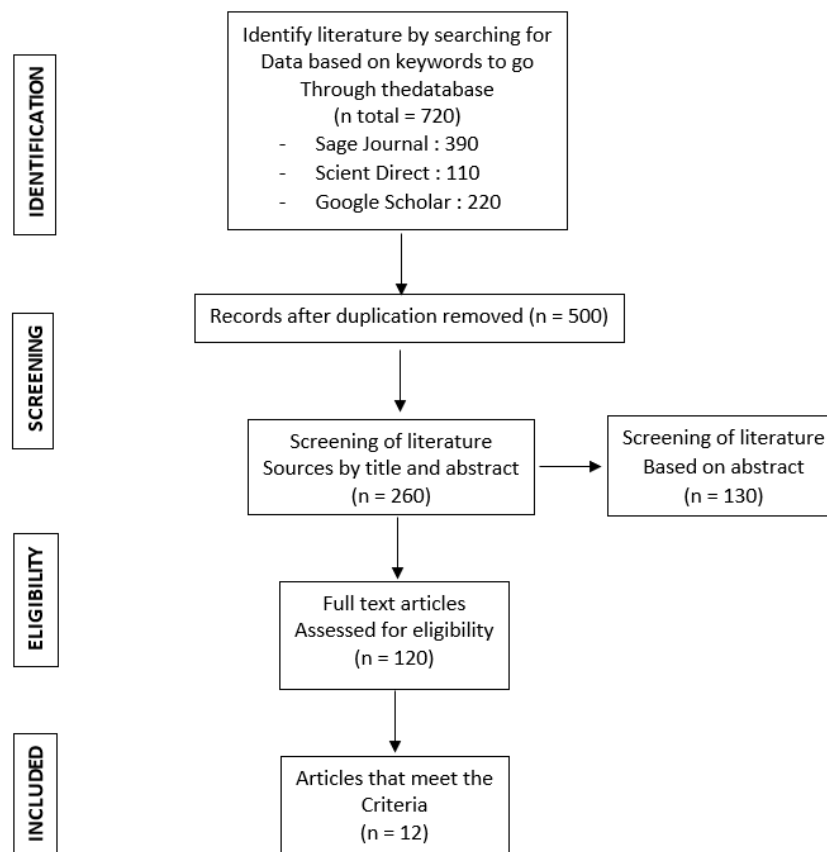 IDENTIFICATION
Identify literature by searching for
Data based on keywords to go
Through thedatabase
(n total = 720)
- Sage Journal : 390
- Scient Direct : 110
- Google Scholar : 220
SCREENING
Records after duplication removed (n = 500)
Screening of literature
Sources by title and abstract
(n = 260)
Screening of literature
Based on abstract
(n = 130)
ELIGIBILITY
Full text articles
Assessed for eligibility
(n = 120)
INCLUDED
Articles that meet the
Criteria
(n = 12)